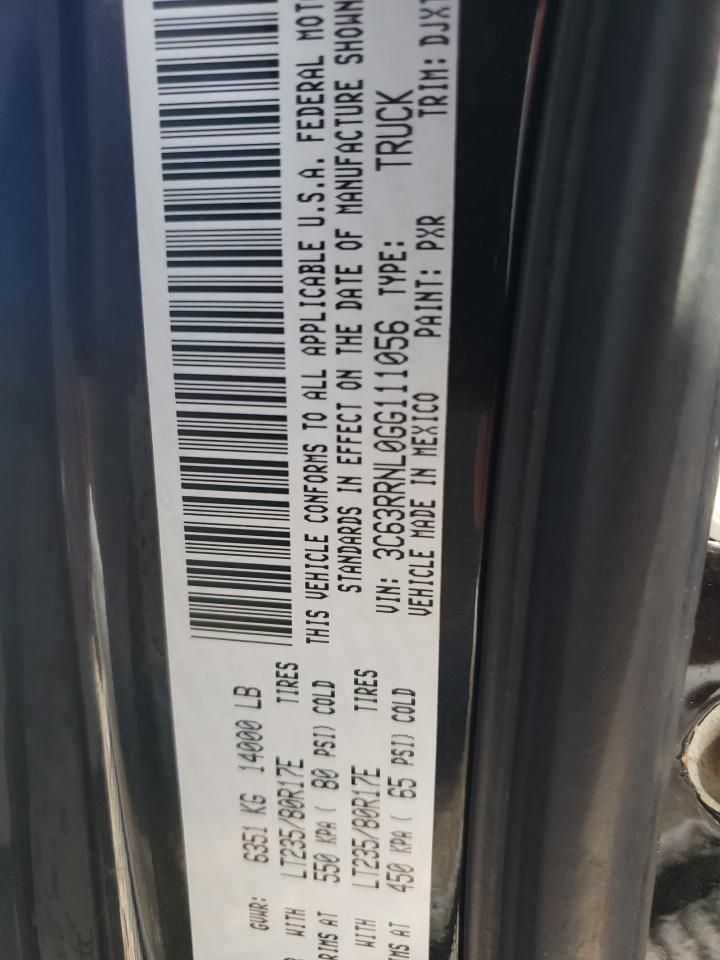 GVWR: 6351 KG 14000 LB
WITH LT235/80R17E TIRES
RIMS AT 550 KPA ( 80 PSI) COLD
WITH LT235/80R17E TIRES
IMS AT 450 KPA ( 65 PSI) COLD
THIS VEHICLE CONFORMS TO ALL APPLICABLE U.S.A. FEDERAL MOT
STANDARDS IN EFFECT ON THE DATE OF MANUFACTURE SHOWN
VIN: 3C63RRNL0GG111056 TYPE: TRUCK
VEHICLE MADE IN MEXICO PAINT: PXR TRIM: DJX